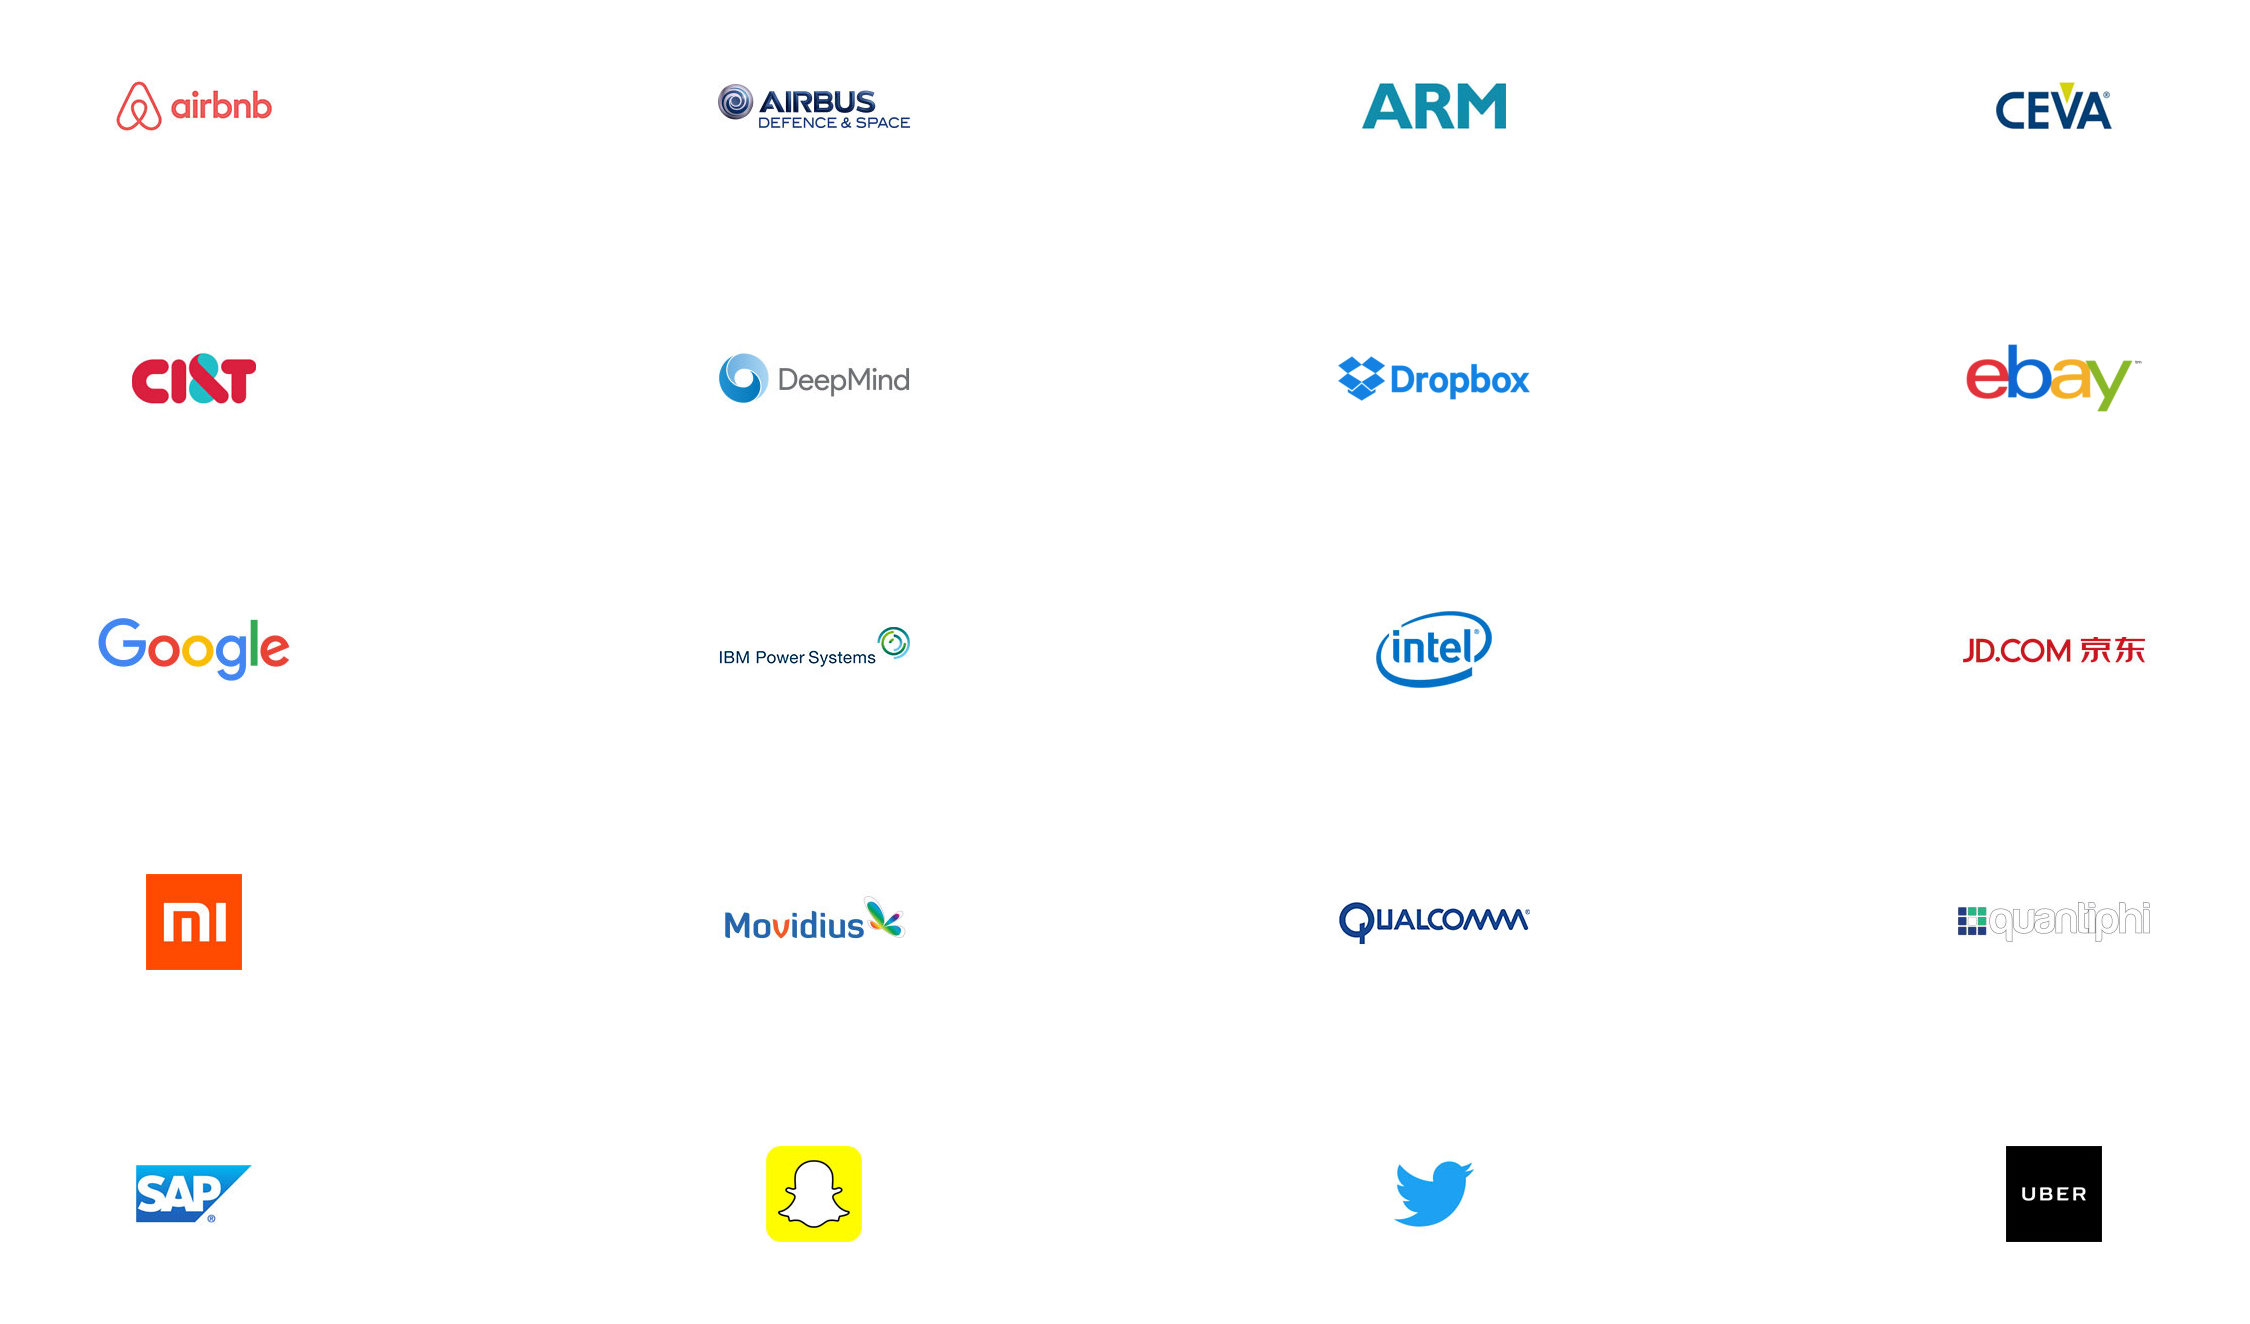 airbnb
AIRBUS
DEFENCE & SPACE
ARM
CEVA®
CI&T
DeepMind
Dropbox
ebay™
Google
IBM Power Systems
intel®
JD.COM 京东
mi
Movidius
QUALCOMM®
quantiphi
SAP®
UBER